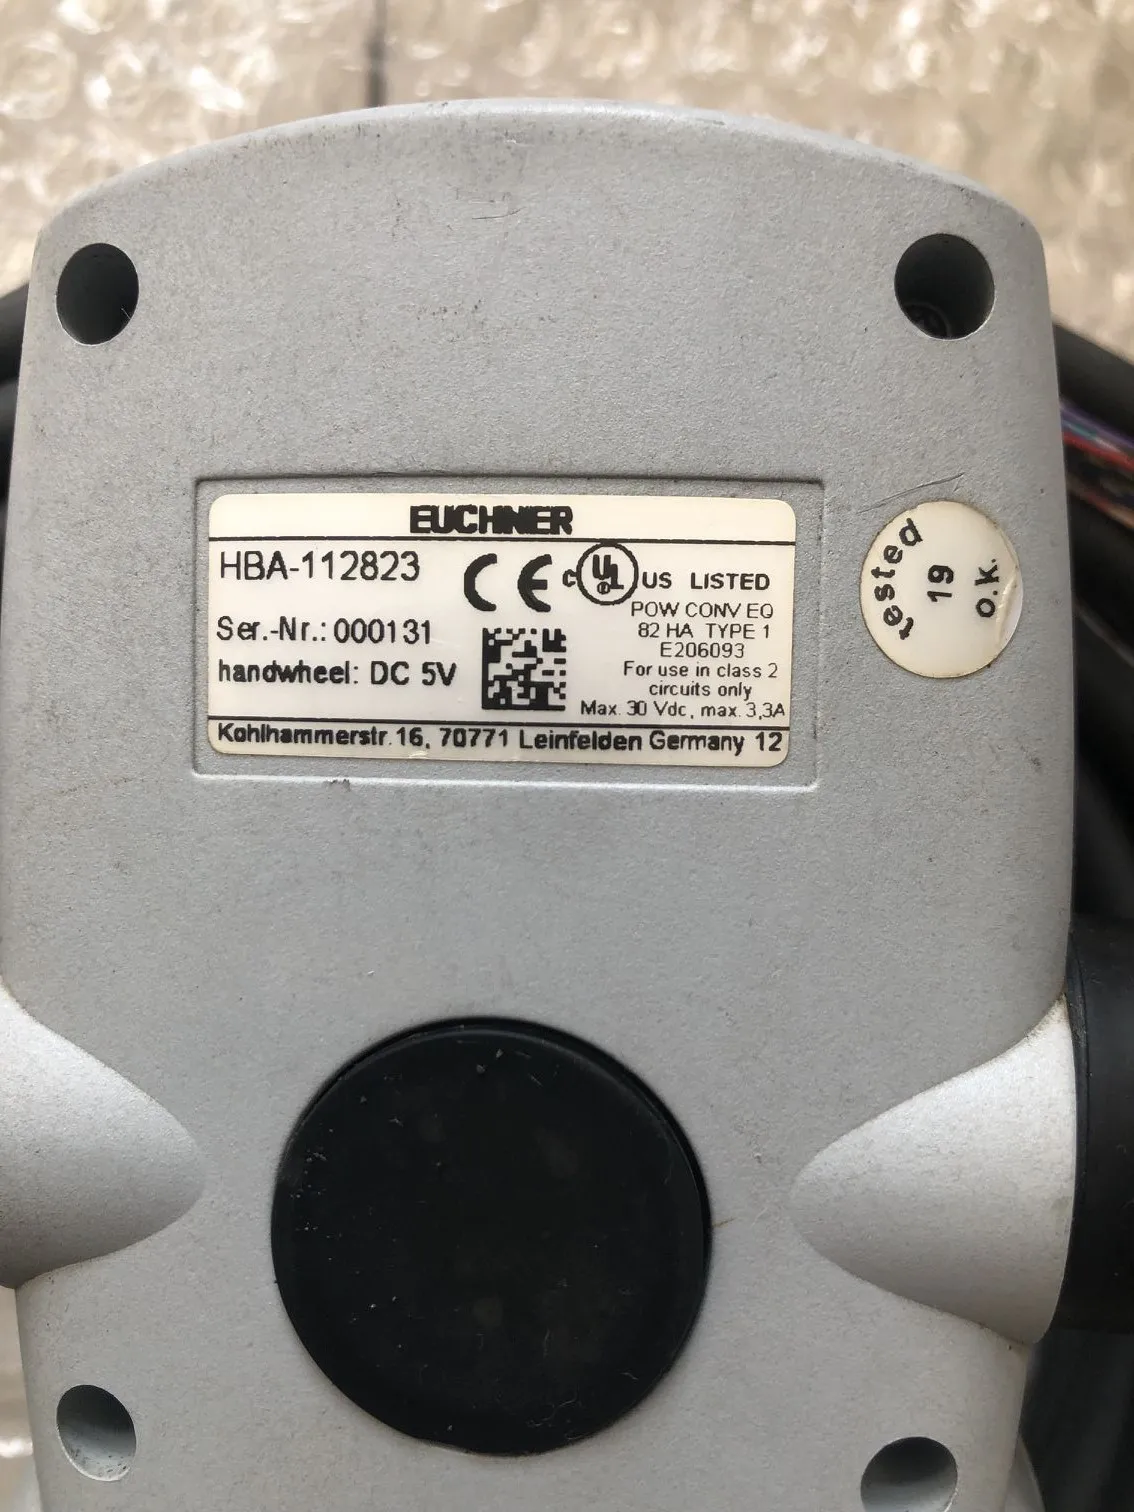 EUCHNER
HBA-112823
CE
c UL US LISTED
POW CONV EQ
82 HA TYPE 1
E206093
Ser.-Nr.: 000131
handwheel: DC 5V
For use in class 2
circuits only
Max. 30 Vdc, max. 3,3A
Kohlhammerstr. 16, 70771 Leinfelden Germany 12
tested
19
o.k.